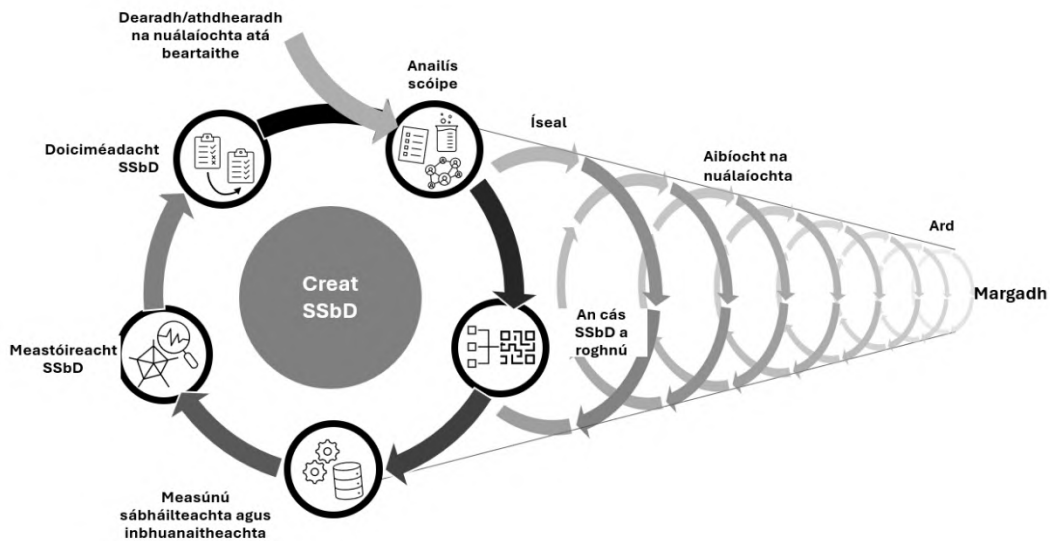 Dearadh/athdhearadh
na nuálaíochta atá
beartaithe
Anailís
scóipe
Íseal
Doiciméadacht
SSbD
Aibíocht na
nuálaíochta
Ard
Creat
SSbD
Margadh
An cás
SSbD a
roghnú
Meastóireacht
SSbD
Measúnú
sábháilteachta agus
inbhuanaitheachta